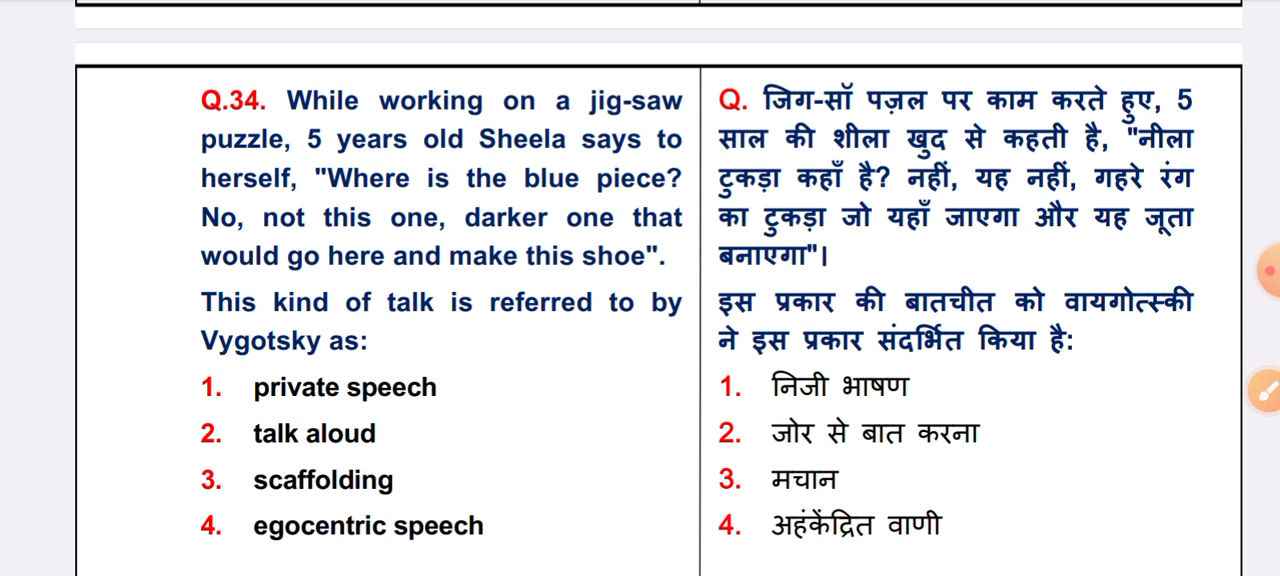 Q.34. While working on a jig-saw
puzzle, 5 years old Sheela says to
herself, "Where is the blue piece?
No, not this one, darker one that
would go here and make this shoe".
This kind of talk is referred to by
Vygotsky as:
1. private speech
2. talk aloud
3. scaffolding
4. egocentric speech
Q. जिग-सॉ पज़ल पर काम करते हुए, 5
साल की शीला खुद से कहती है, "नीला
टुकड़ा कहाँ है? नहीं, यह नहीं, गहरे रंग
का टुकड़ा जो यहाँ जाएगा और यह जूता
बनाएगा"।
इस प्रकार की बातचीत को वायगोत्स्की
ने इस प्रकार संदर्भित किया है:
1. निजी भाषण
2. जोर से बात करना
3. मचान
4. अहंकेंद्रित वाणी